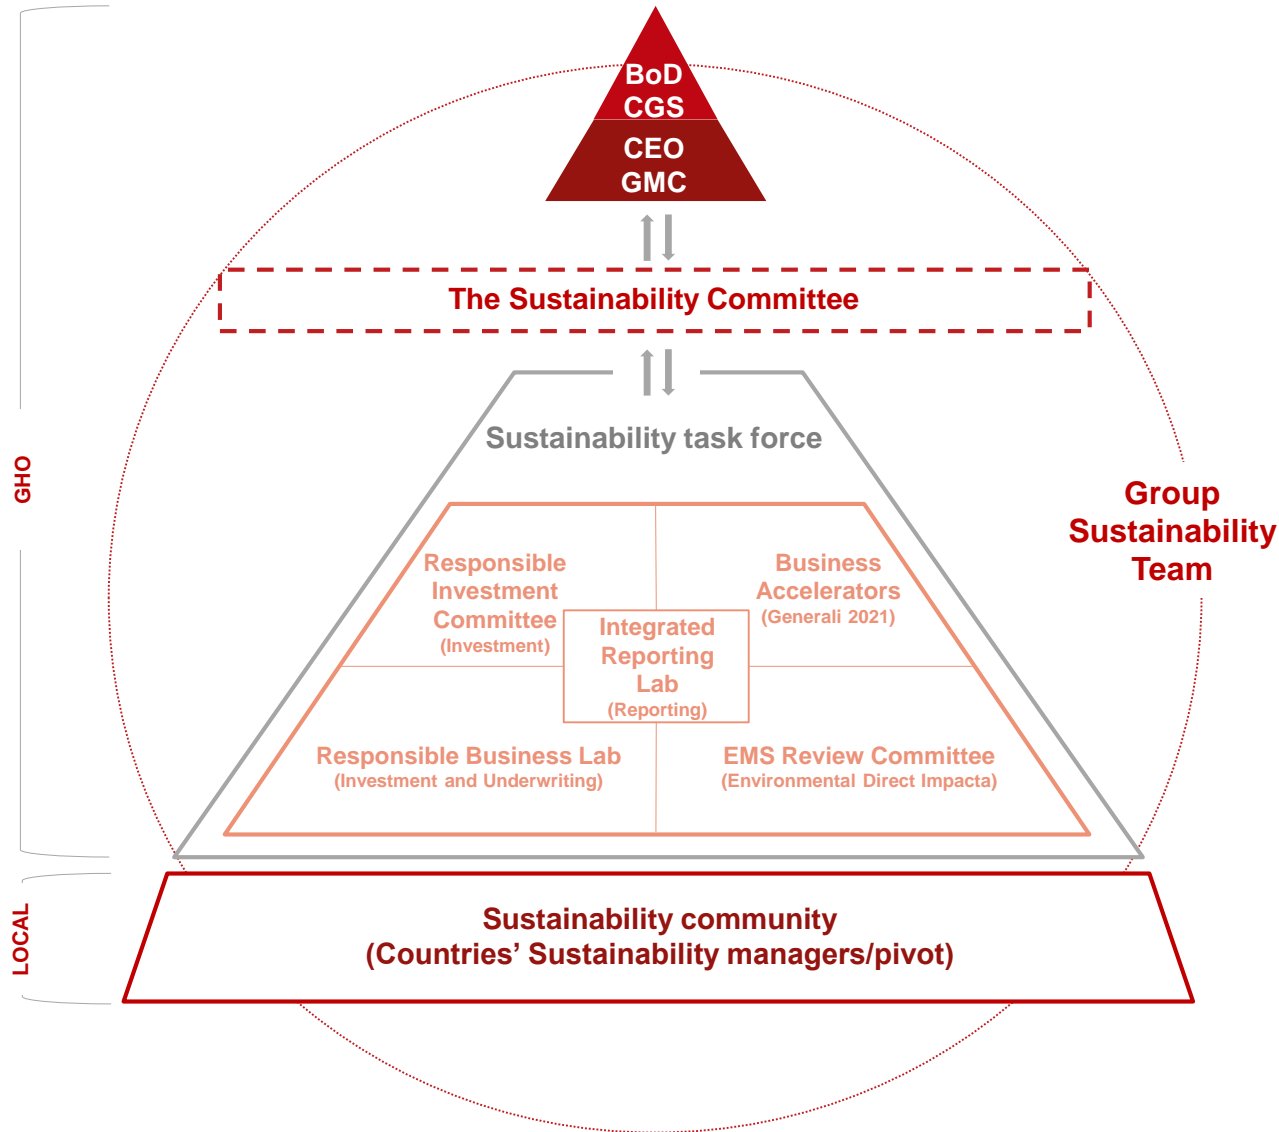 BoD
CGS
CEO
GMC
The Sustainability Committee
Sustainability task force
GHO
Group
Sustainability
Team
Responsible
Investment
Committee
(Investment)
Business
Accelerators
(Generali 2021)
Integrated
Reporting
Lab
(Reporting)
Responsible Business Lab
(Investment and Underwriting)
EMS Review Committee
(Environmental Direct Impacta)
LOCAL
Sustainability community
(Countries’ Sustainability managers/pivot)